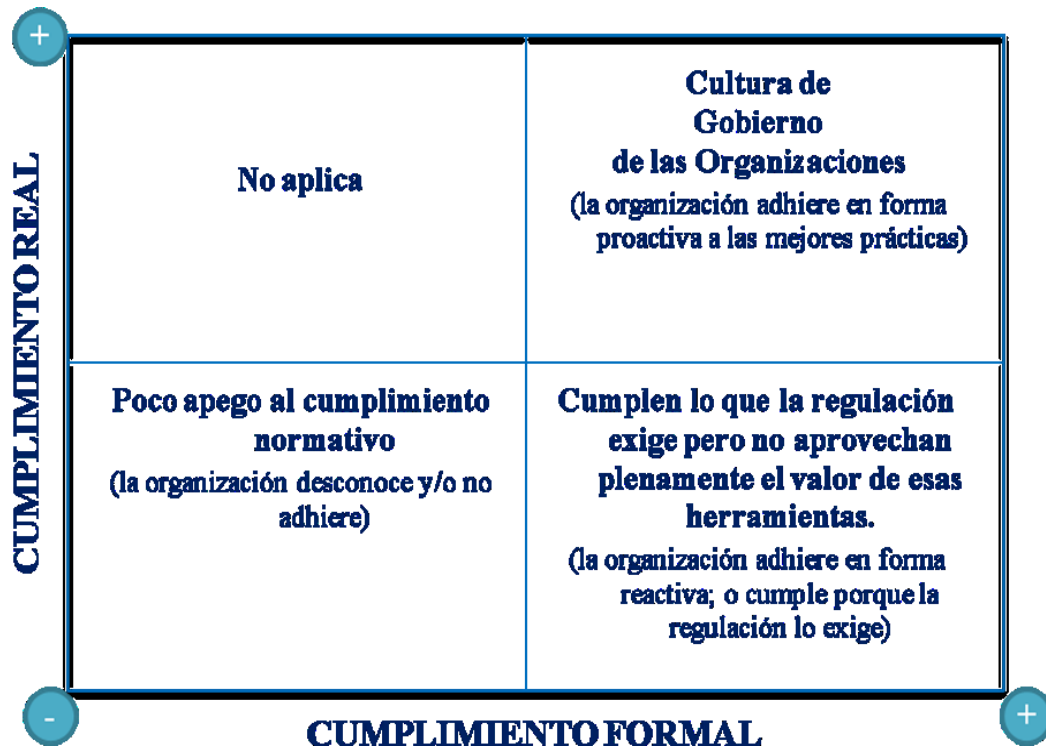 +
CUMPLIMIENTO REAL
No aplica
Cultura de
Gobierno
de las Organizaciones
(la organización adhiere en forma
proactiva a las mejores prácticas)
Poco apego al cumplimiento
normativo
(la organización desconoce y/o no
adhiere)
Cumplen lo que la regulación
exige pero no aprovechan
plenamente el valor de esas
herramientas.
(la organización adhiere en forma
reactiva; o cumple porque la
regulación lo exige)
-
CUMPLIMIENTO FORMAL
+